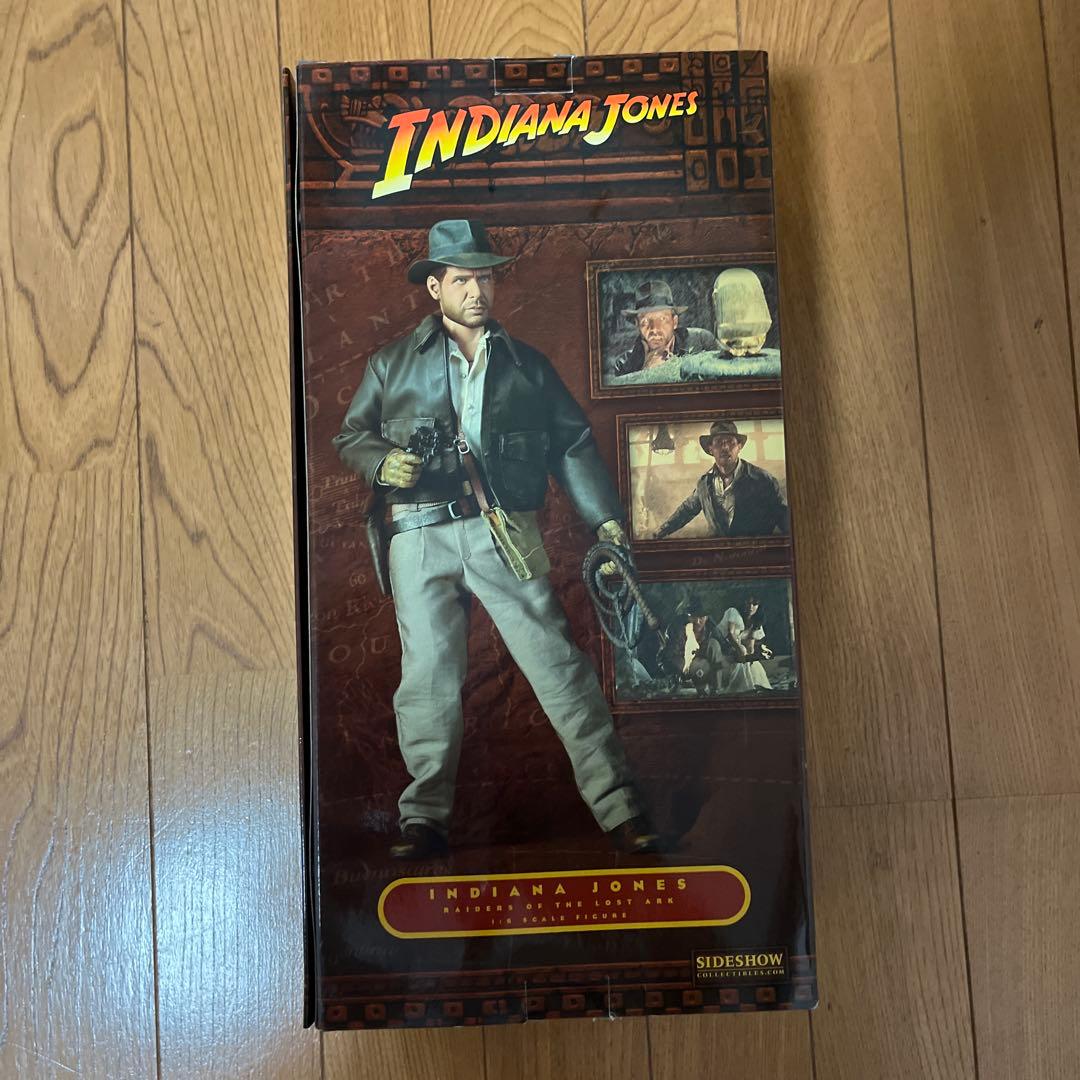 INDIANA JONES
INDIANA JONES
RAIDERS OF THE LOST ARK
1:6 SCALE FIGURE
SIDESHOW
COLLECTIBLES.COM